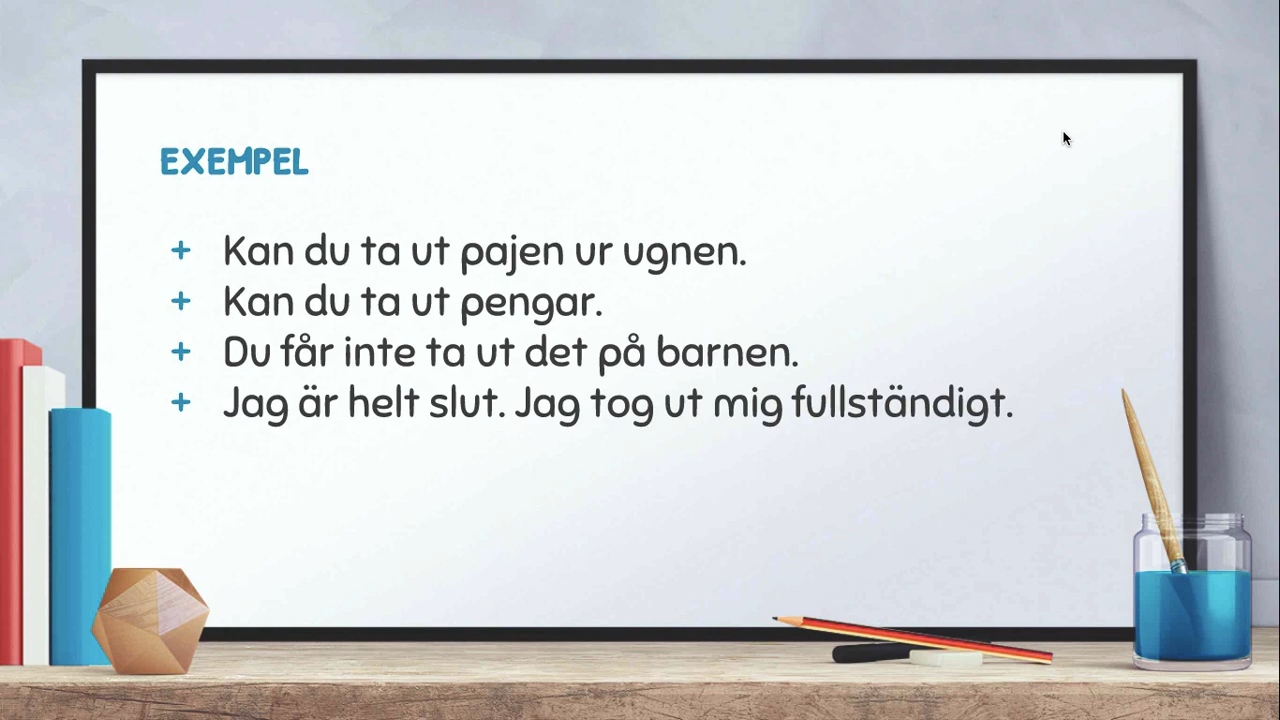 EXEMPEL
+ Kan du ta ut pajen ur ugnen.
+ Kan du ta ut pengar.
+ Du får inte ta ut det på barnen.
+ Jag är helt slut. Jag tog ut mig fullständigt.